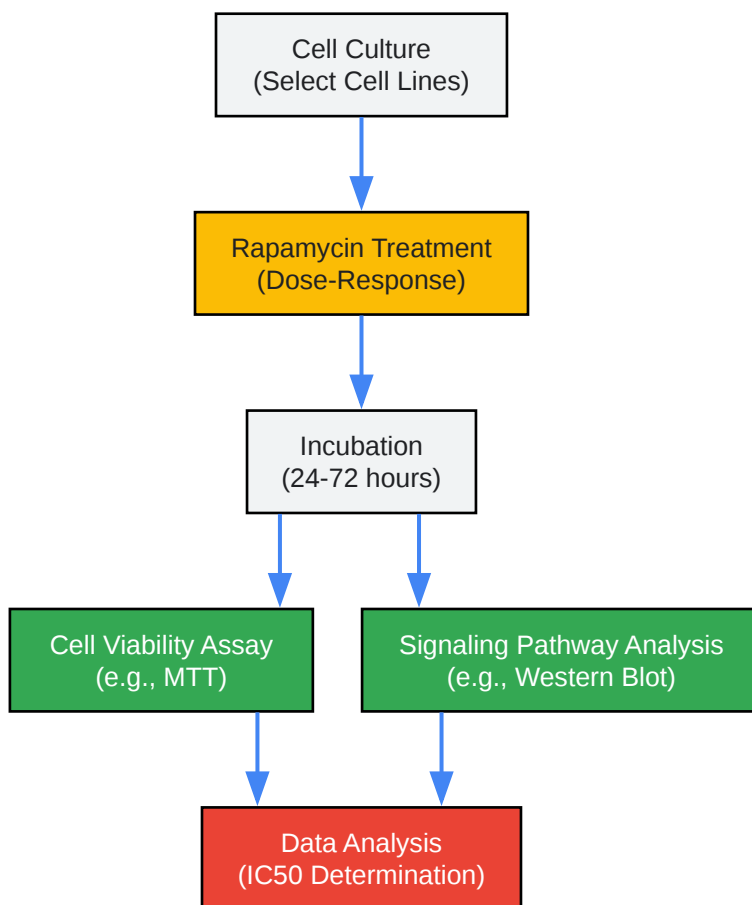 Cell Culture
(Select Cell Lines)
Rapamycin Treatment
(Dose-Response)
Incubation
(24-72 hours)
Cell Viability Assay
(e.g., MTT)
Signaling Pathway Analysis
(e.g., Western Blot)
Data Analysis
(IC50 Determination)